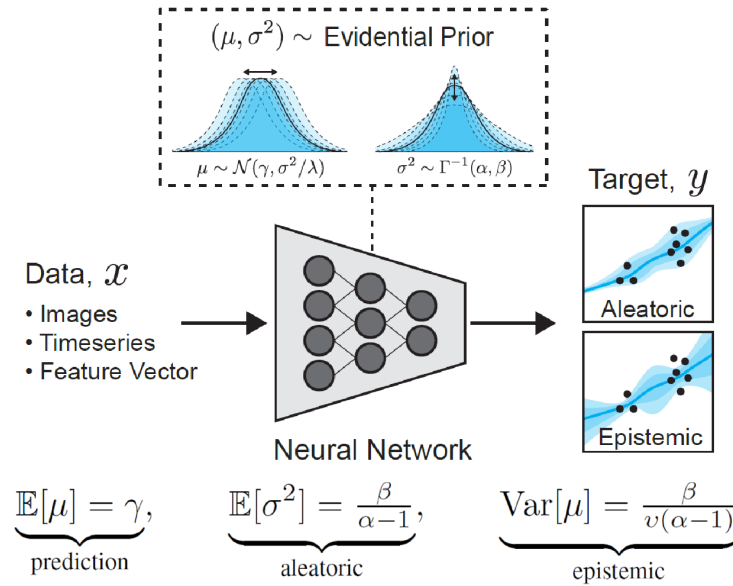 (μ, σ²) ~ Evidential Prior
μ ~ 𝒩(γ, σ²/λ)
σ² ~ Γ⁻¹(α, β)
Target, y
Data, x
• Images
• Timeseries
• Feature Vector
Aleatoric
Epistemic
Neural Network
𝔼[μ] = γ,
prediction
𝔼[σ²] = β/(α−1),
aleatoric
Var[μ] = β/(υ(α−1))
epistemic